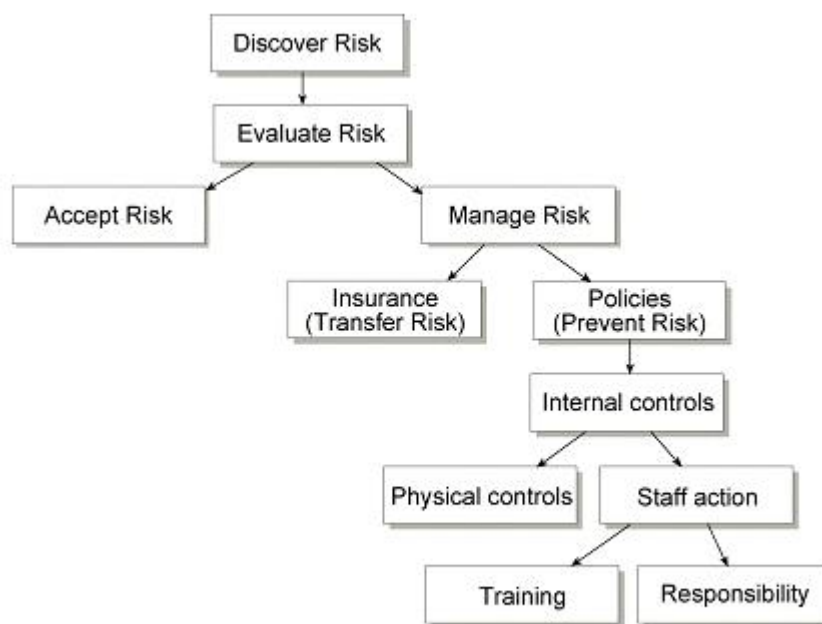 Discover Risk
Evaluate Risk
Accept Risk
Manage Risk
Insurance
(Transfer Risk)
Policies
(Prevent Risk)
Internal controls
Physical controls
Staff action
Training
Responsibility